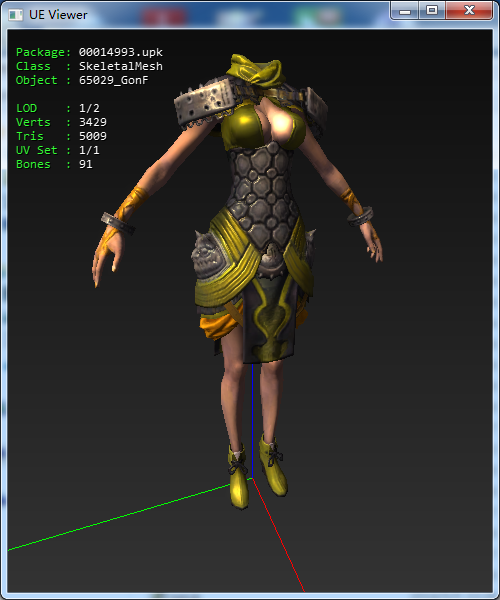 UE Viewer
Package: 00014993.upk
Class : SkeletalMesh
Object : 65029_GonF
LOD : 1/2
Verts : 3429
Tris : 5009
UV Set : 1/1
Bones : 91